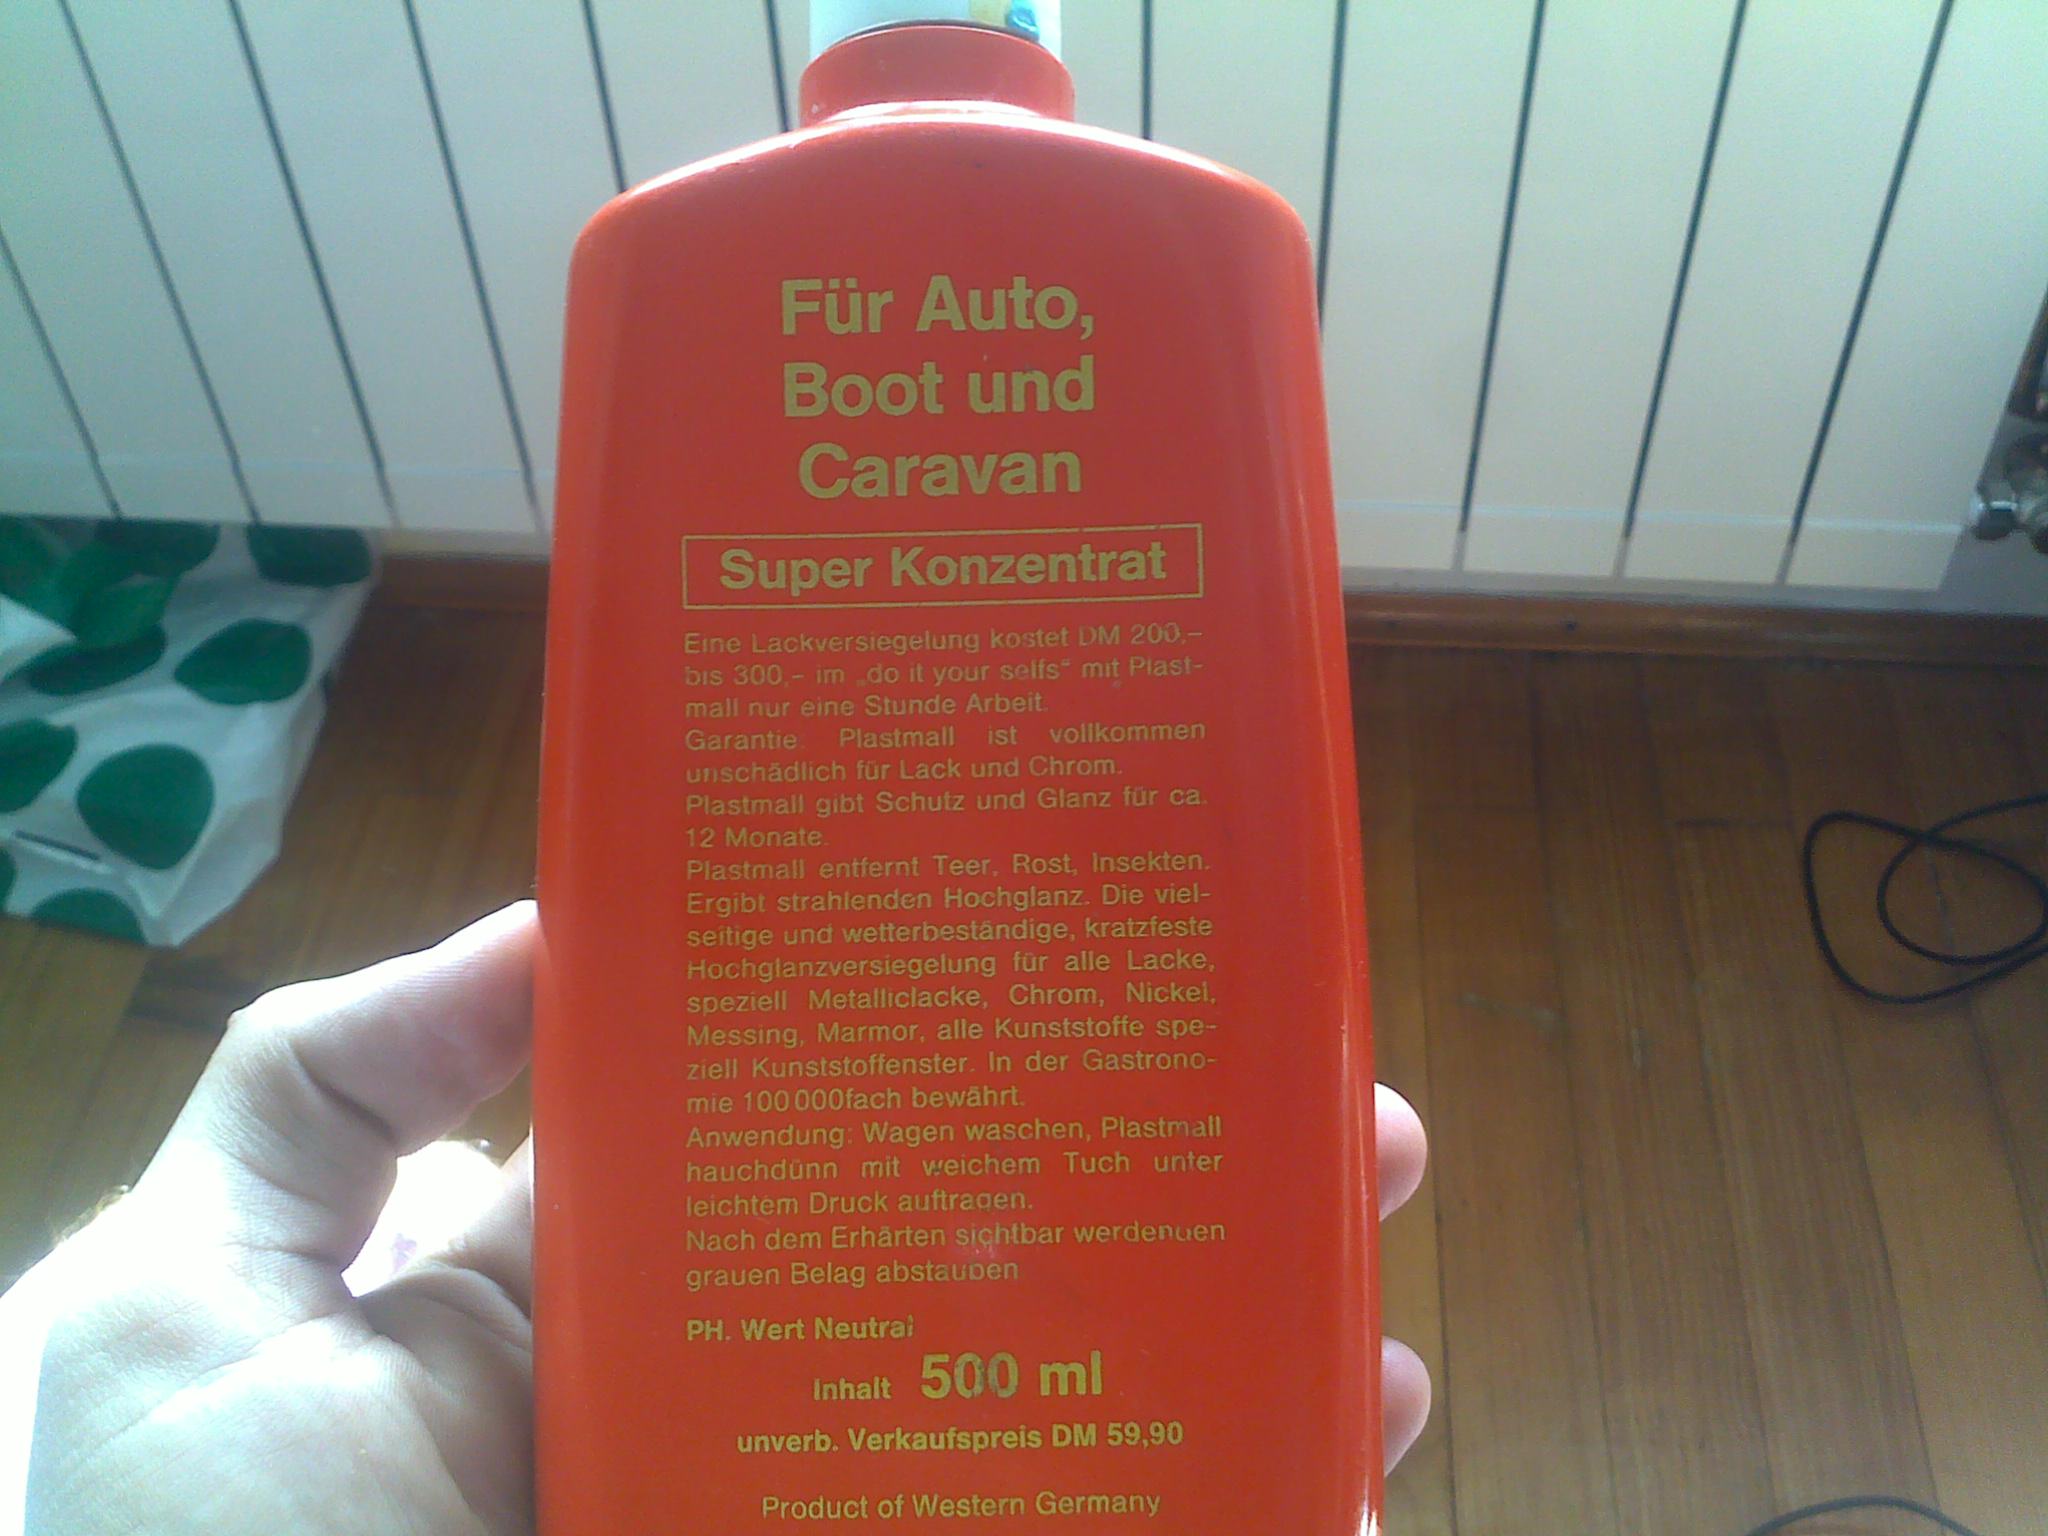 Für Auto,
Boot und
Caravan
Super Konzentrat
Eine Lackversiegelung kostet DM 200,–
bis 300,– im „do it your selfs“ mit Plast-
mall nur eine Stunde Arbeit.
Garantie: Plastmall ist vollkommen
unschädlich für Lack und Chrom.
Plastmall gibt Schutz und Glanz für ca.
12 Monate.
Plastmall entfernt Teer, Rost, Insekten.
Ergibt strahlenden Hochglanz. Die viel-
seitige und wetterbeständige, kratzfeste
Hochglanzversiegelung für alle Lacke,
speziell Metalliclacke, Chrom, Nickel,
Messing, Marmor, alle Kunststoffe spe-
ziell Kunststoffenster. In der Gastrono-
mie 100 000fach bewährt.
Anwendung: Wagen waschen, Plastmall
hauchdünn mit weichem Tuch unter
leichtem Druck auftragen.
Nach dem Erhärten sichtbar werdenden
grauen Belag abstauben
PH. Wert Neutral
Inhalt 500 ml
unverb. Verkaufspreis DM 59,90
Product of Western Germany